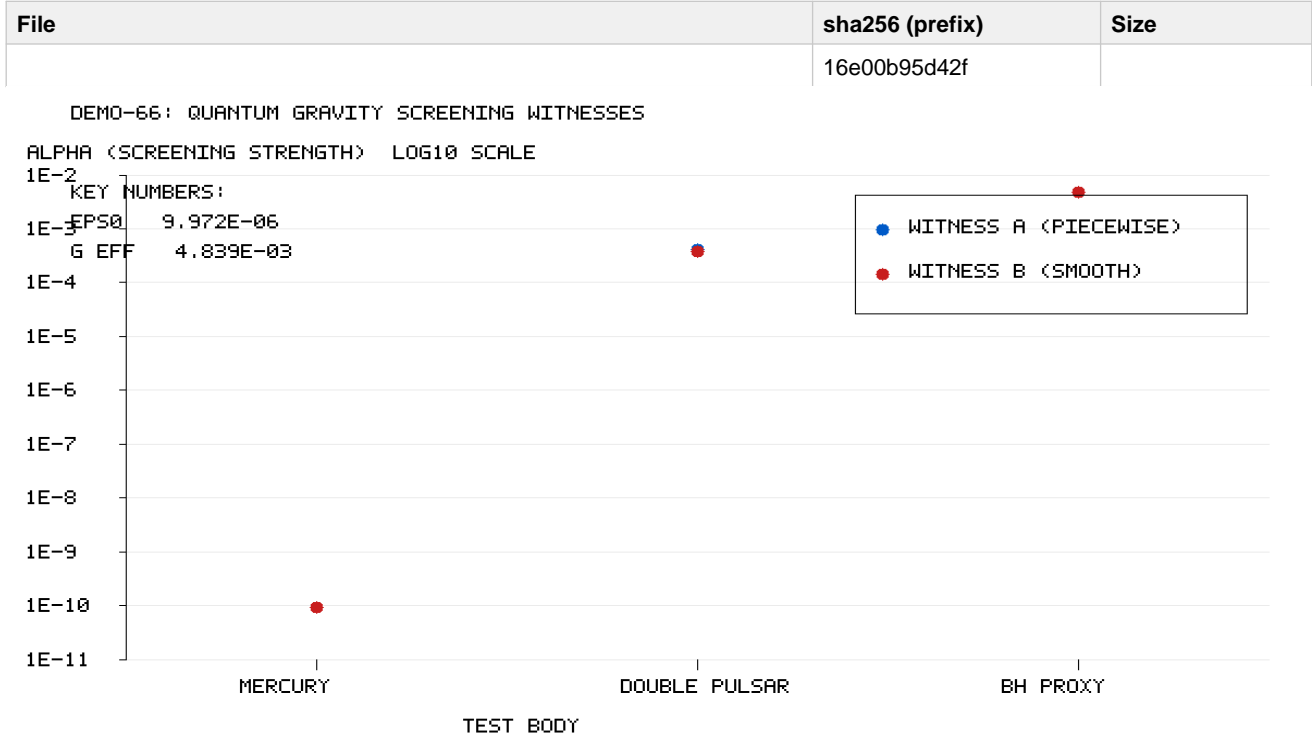 File sha256 (prefix) Size
16e00b95d42f
DEMO-66: QUANTUM GRAVITY SCREENING WITNESSES
ALPHA (SCREENING STRENGTH) LOG10 SCALE
1E-2
KEY NUMBERS:
EPS0 9.972E-06
1E-3
G EFF 4.839E-03
WITNESS A (PIECEWISE)
WITNESS B (SMOOTH)
1E-4
1E-5
1E-6
1E-7
1E-8
1E-9
1E-10
1E-11
MERCURY DOUBLE PULSAR BH PROXY
TEST BODY